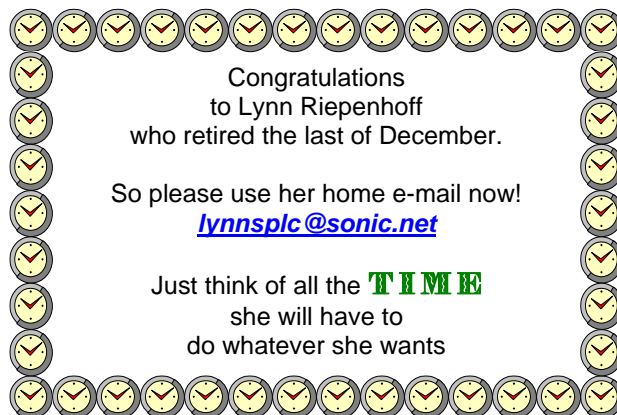 Congratulations
to Lynn Riepenhoff
who retired the last of December.
So please use her home e-mail now!
lynnsplc@sonic.net
Just think of all the TIME
she will have to
do whatever she wants